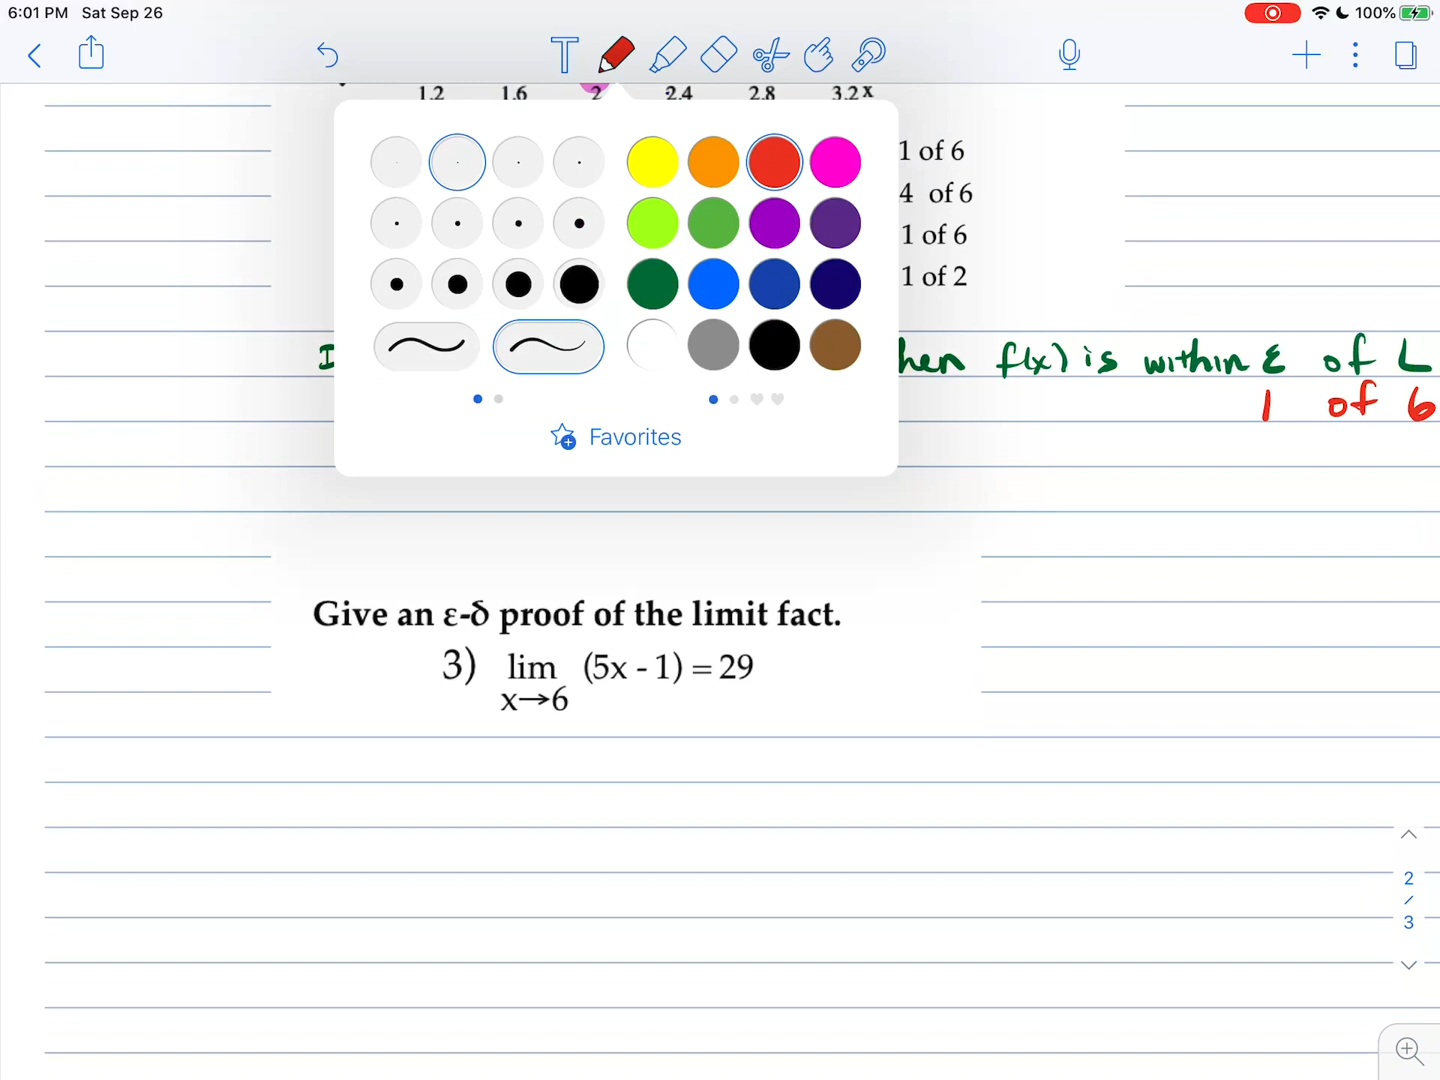 6:01 PM Sat Sep 26 100%
T
1.2 1.6 2 2.4 2.8 3.2 x
1 of 6
4 of 6
1 of 6
1 of 2
hen f(x) is within ε of L
1 of 6
Favorites
Give an ε-δ proof of the limit fact.
3) lim (5x - 1) = 29
x→6
2
/
3